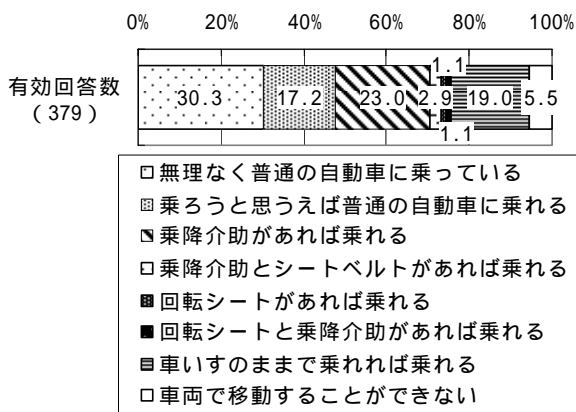 0% 20% 40% 60% 80% 100%
1.1
有効回答数
（379）
30.3 17.2 23.0 2.9 19.0 5.5
1.1
無理なく普通の自動車に乗っている
乗ろうと思うえば普通の自動車に乗れる
乗降介助があれば乗れる
乗降介助とシートベルトがあれば乗れる
回転シートがあれば乗れる
回転シートと乗降介助があれば乗れる
車いすのままで乗れれば乗れる
車両で移動することができない